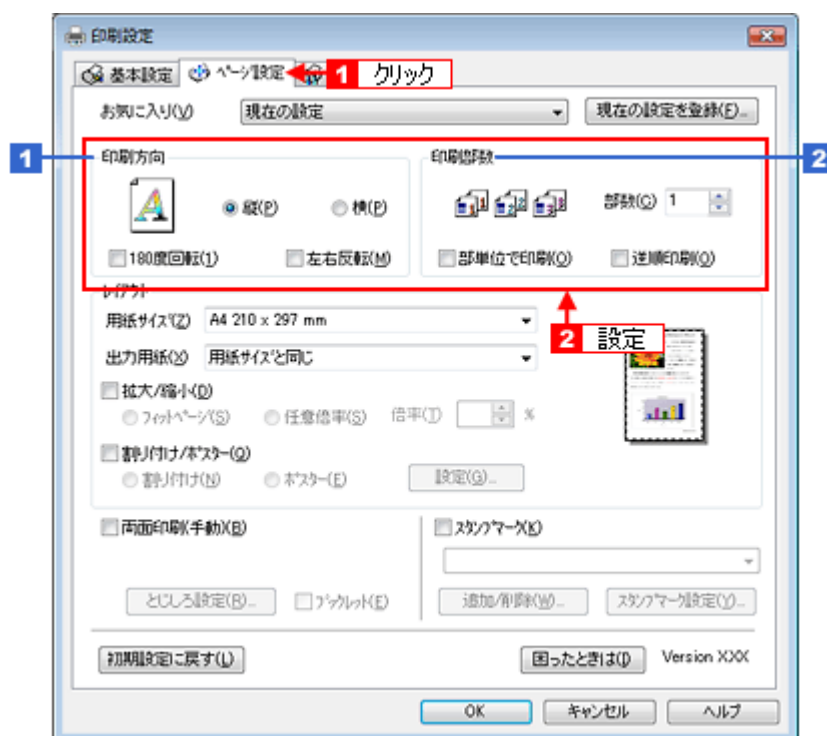 印刷設定
基本設定 ページ設定 1 クリック
お気に入り(V) 現在の設定 現在の設定を登録(F)...
1 印刷方向 印刷部数 2
縦(P) 横(P) 部数(C) 1
180度回転(1) 左右反転(M) 部単位で印刷(O) 逆順印刷(O)
レイアウト
2 設定
用紙サイズ(Z) A4 210 x 297 mm
出力用紙(X) 用紙サイズと同じ
拡大/縮小(D)
フィットページ(S) 任意倍率(S) 倍率(T) %
割り付け/ポスター(Q)
割り付け(N) ポスター(E) 設定(G)...
両面印刷(手動)(B) スタンプマーク(K)
とじしろ設定(R)... ブックレット(E) 追加/削除(W)... スタンプマーク設定(Y)...
初期設定に戻す(L) 困ったときは(I) Version XXX
OK キャンセル ヘルプ